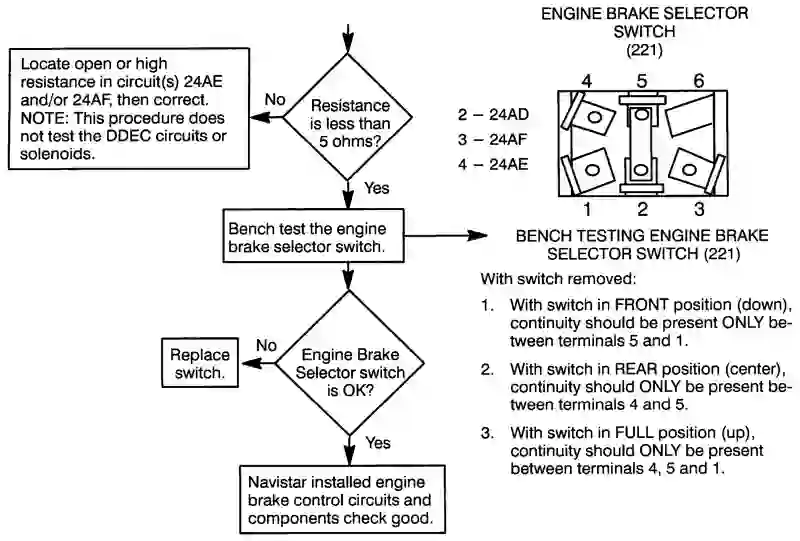 Locate open or high
resistance in circuit(s) 24AE
and/or 24AF, then correct.
NOTE: This procedure does
not test the DDEC circuits or
solenoids.
No
Resistance
is less than
5 ohms?
Yes
Bench test the engine
brake selector switch.
Replace
switch.
No
Engine Brake
Selector switch
is OK?
Yes
Navistar installed engine
brake control circuits and
components check good.
ENGINE BRAKE SELECTOR
SWITCH
(221)
4 5 6
2 – 24AD
3 – 24AF
4 – 24AE
1 2 3
BENCH TESTING ENGINE BRAKE
SELECTOR SWITCH (221)
With switch removed:
1. With switch in FRONT position (down),
continuity should be present ONLY be-
tween terminals 5 and 1.
2. With switch in REAR position (center),
continuity should ONLY be present be-
tween terminals 4 and 5.
3. With switch in FULL position (up),
continuity should ONLY be present
between terminals 4, 5 and 1.